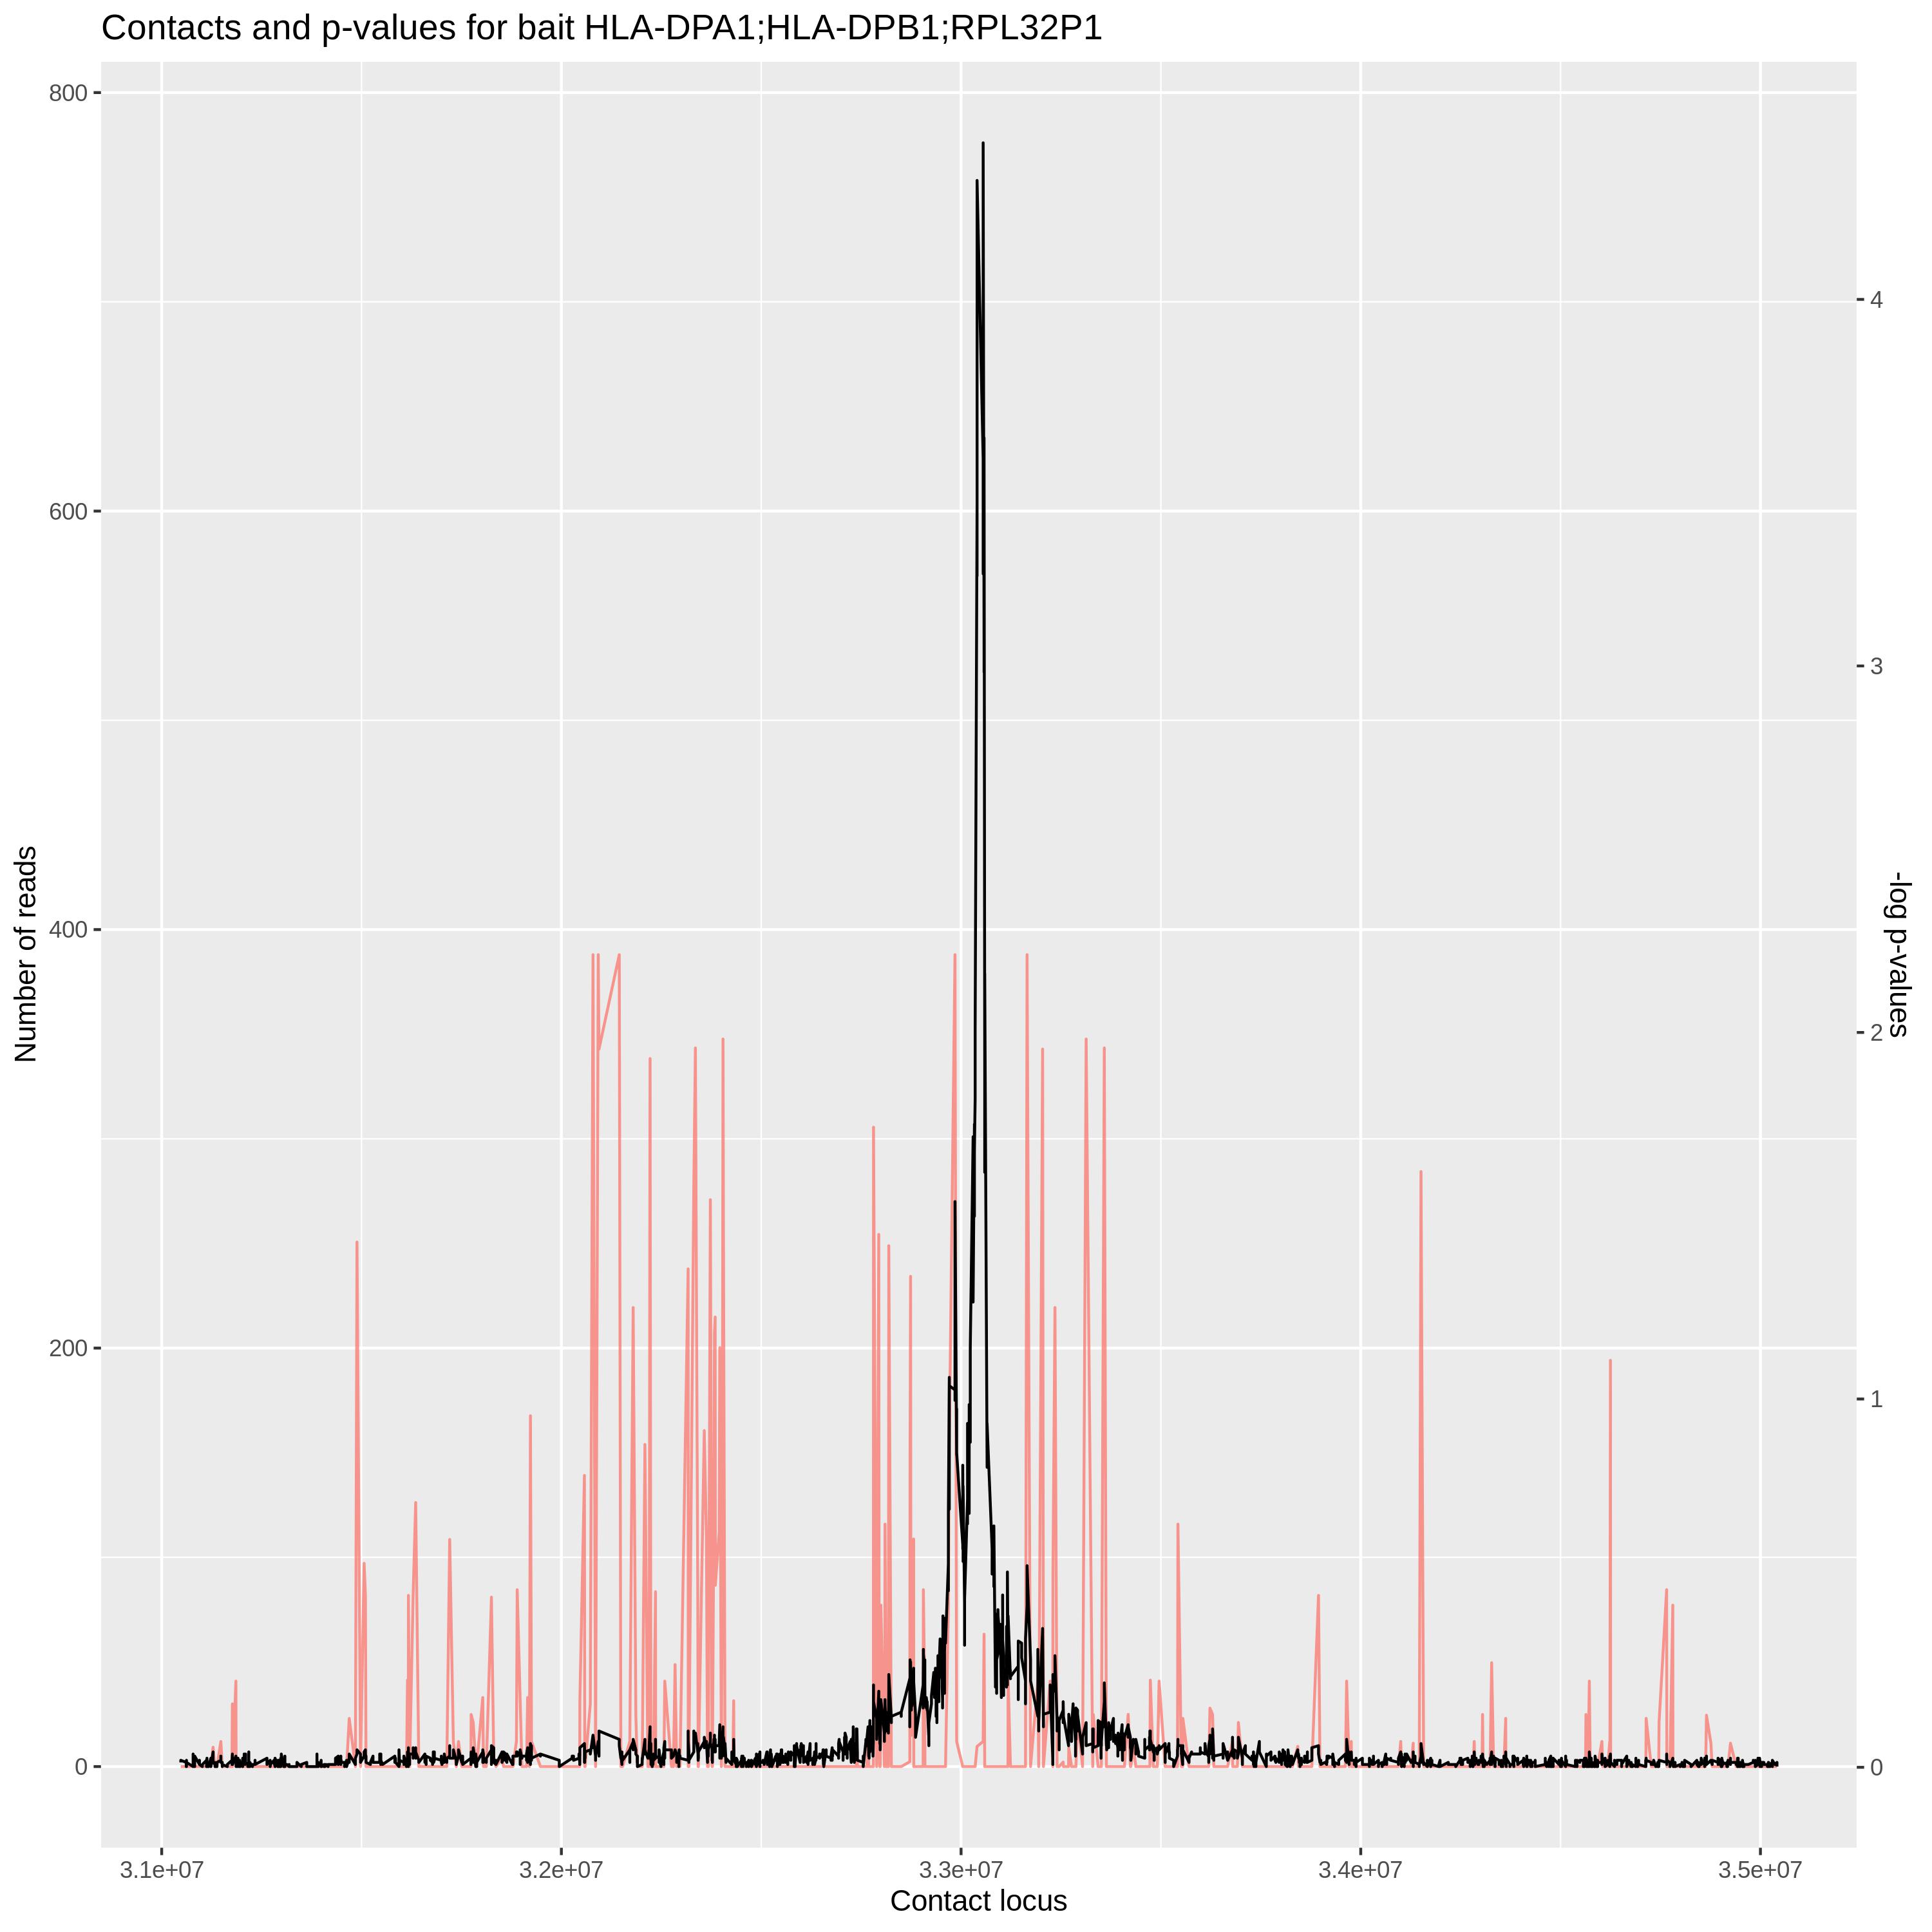 Contacts and p-values for bait HLA-DPA1;HLA-DPB1;RPL32P1
800
600
400
200
0
Number of reads
4
3
2
1
0
-log p-values
3.1e+07 3.2e+07 3.3e+07 3.4e+07 3.5e+07
Contact locus